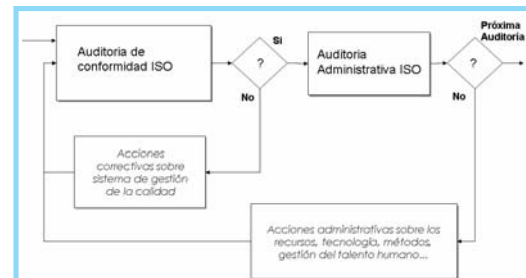 Próxima
Auditoría
Auditoria de
conformidad ISO
?
Si
No
Auditoria
Administrativa ISO
?
No
Acciones
correctivas sobre
sistema de gestión
de la calidad
Acciones administrativas sobre los
recursos, tecnología, métodos,
gestión del talento humano...